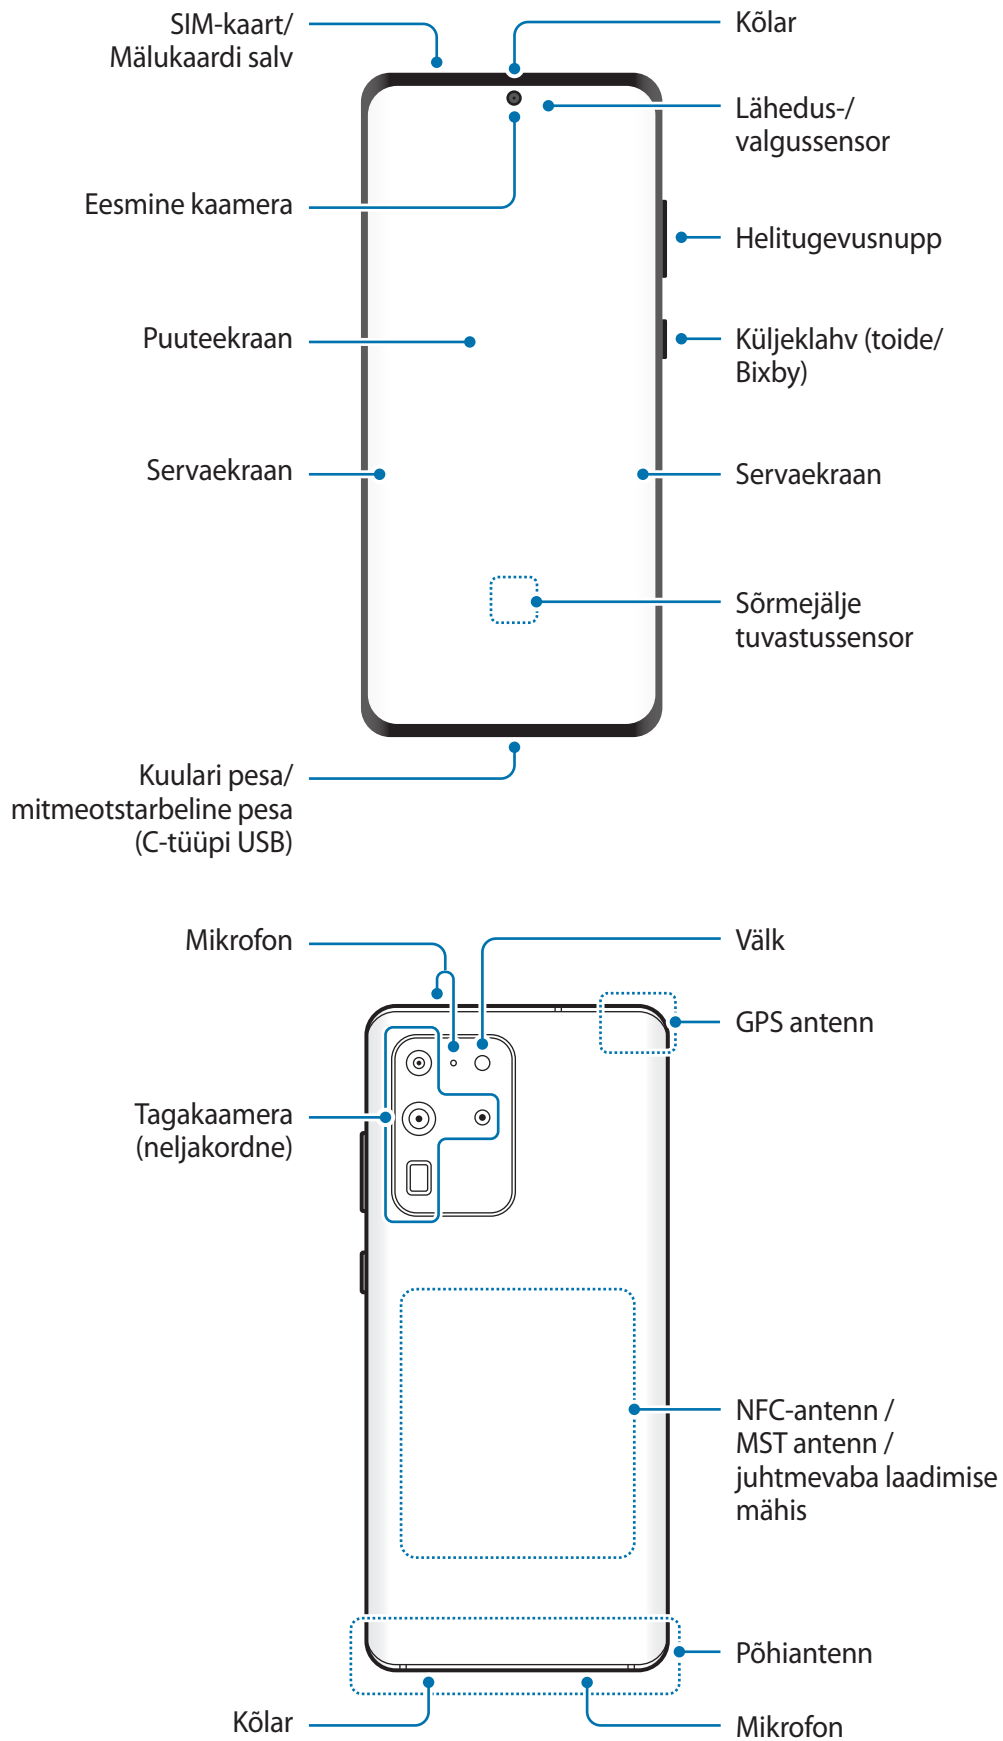 SIM-kaart/
Mälukaardi salv
Kõlar
Lähedus-/
valgussensor
Eesmine kaamera
Helitugevusnupp
Puuteekraan
Küljeklahv (toide/
Bixby)
Servaekraan
Servaekraan
Sõrmejälje
tuvastussensor
Kuulari pesa/
mitmeotstarbeline pesa
(C-tüüpi USB)
Mikrofon
Välk
GPS antenn
Tagakaamera
(neljakordne)
NFC-antenn /
MST antenn /
juhtmevaba laadimise
mähis
Põhiantenn
Kõlar
Mikrofon